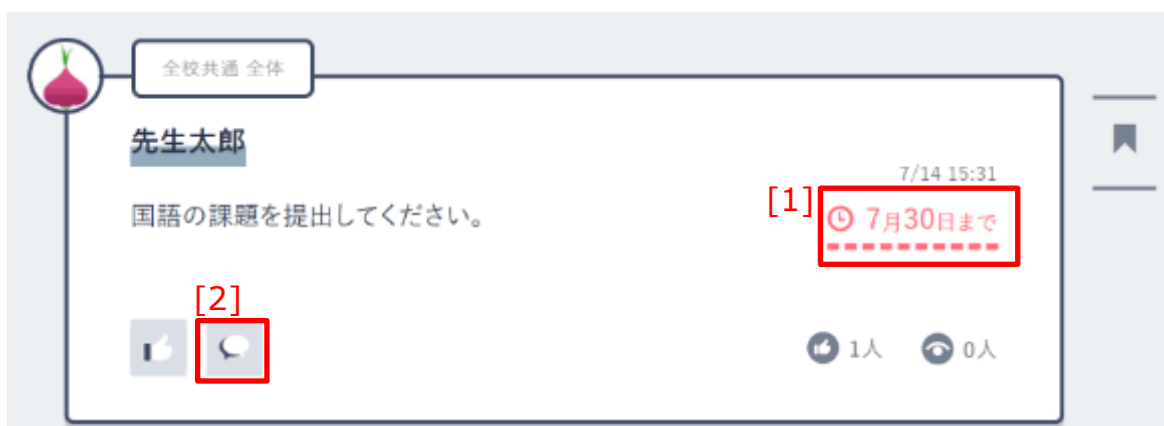 全校共通 全体
先生太郎
7/14 15:31
国語の課題を提出してください。
[1]
7月30日まで
[2]
1人
0人